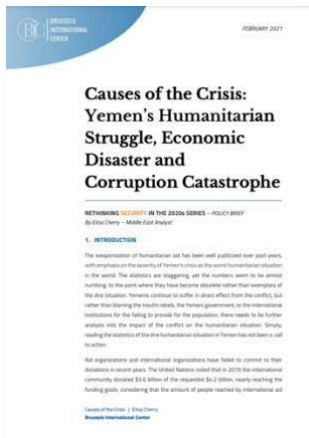 BRUSSELS
INTERNATIONAL
CENTER
FEBRUARY 2021
Causes of the Crisis:
Yemen's Humanitarian
Struggle, Economic
Disaster and
Corruption Catastrophe
RETHINKING SECURITY IN THE 2020s SERIES – POLICY BRIEF
By Elisa Cherry – Middle East Analyst
1. INTRODUCTION
The weaponization of humanitarian aid has been well publicized over past years,
with emphasis on the severity of Yemen's crisis as the worst humanitarian situation
in the world. The statistics are staggering, yet the numbers seem to be almost
numbing, to the point where they have become obsolete rather than exemplary of
the dire situation. Yemenis continue to suffer in direct effect from the conflict, but
rather than blaming the Houthi rebels, the Yemeni government, or the international
institutions for the failing to provide for the population, there needs to be further
analysis into the impact of the conflict on the humanitarian situation. Simply,
reading the statistics of the dire humanitarian situation in Yemen has not been a call
to action.
Aid organizations and international organizations have failed to commit to their
donations in recent years. The United Nations noted that in 2019 the international
community donated $3.6 billion of the requested $4.2 billion, nearly reaching the
funding goals, considering that the amount of people reached by international aid
Causes of the Crisis | Elisa Cherry
Brussels International Center